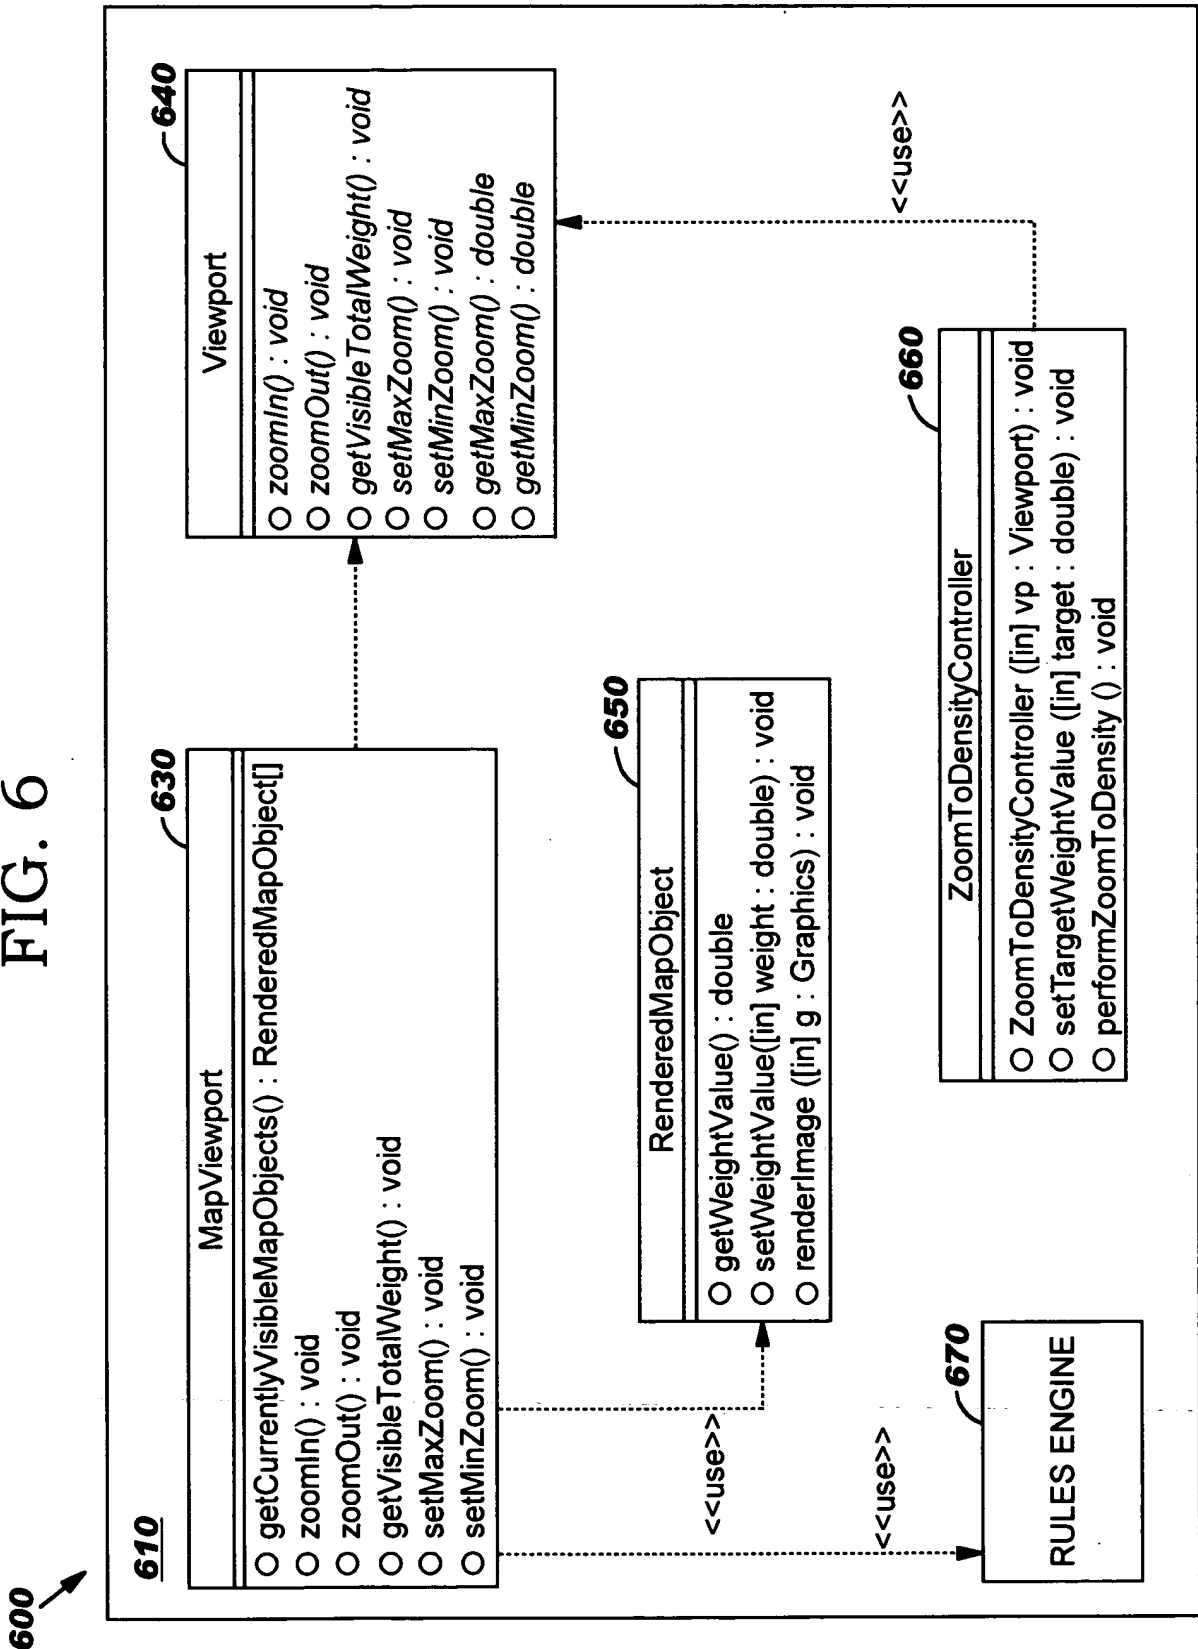 FIG. 6
600
610
630
MapViewport
getCurrentlyVisibleMapObjects() : RenderedMapObject[]
zoomIn() : void
zoomOut() : void
getVisibleTotalWeight() : void
setMaxZoom() : void
setMinZoom() : void
640
Viewport
zoomIn() : void
zoomOut() : void
getVisibleTotalWeight() : void
setMaxZoom() : void
setMinZoom() : void
getMaxZoom() : double
getMinZoom() : double
<<use>>
650
RenderedMapObject
getWeightValue() : double
setWeightValue([in] weight : double) : void
renderImage ([in] g : Graphics) : void
<<use>>
<<use>>
660
ZoomToDensityController
ZoomToDensityController ([in] vp : Viewport) : void
setTargetWeightValue ([in] target : double) : void
performZoomToDensity () : void
670
RULES ENGINE